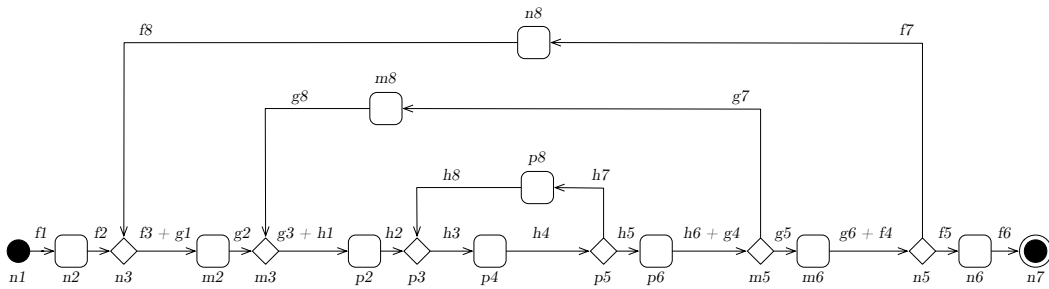 n8
f8 f7
m8
g8 g7
p8
h8 h7
f1 f2 f3 + g1 g2 g3 + h1 h2 h3 h4 h5 h6 + g4 g5 g6 + f4 f5 f6
n1 n2 n3 m2 m3 p2 p3 p4 p5 p6 m5 m6 n5 n6 n7